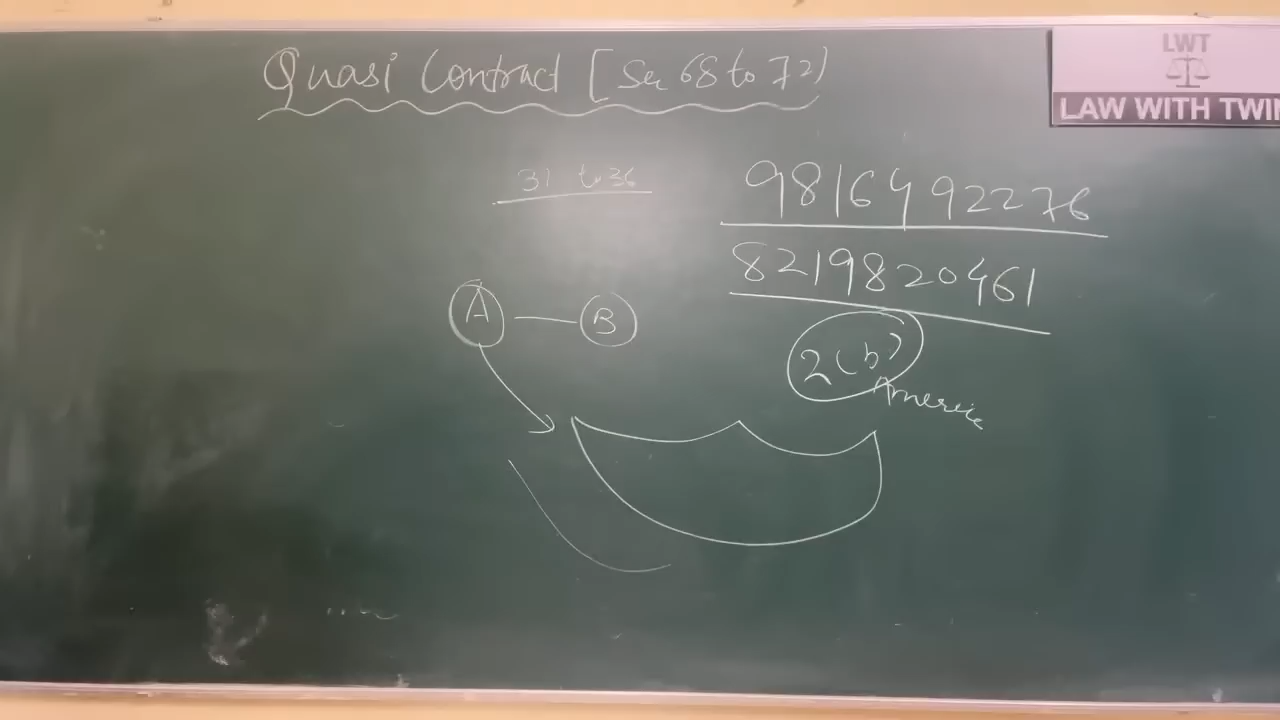 Quasi Contract [Sec 68 to 72)
LWT
LAW WITH TWIN
31 to 36
9816492276
8219820461
A
B
2(b)
America